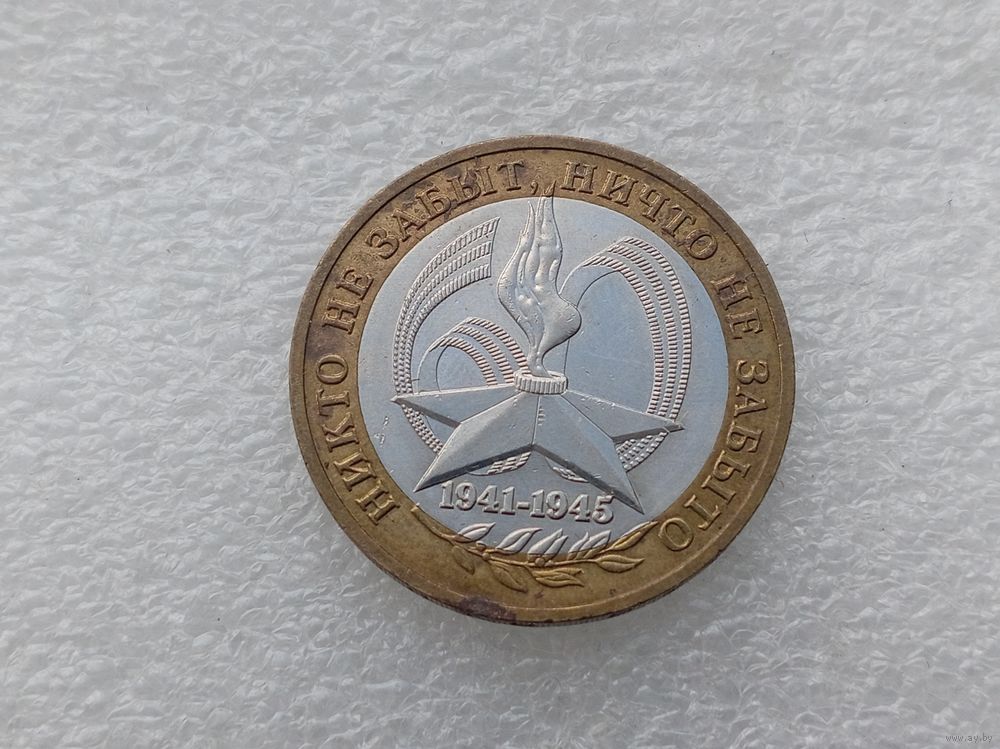 НИКТО НЕ ЗАБЫТ, НИЧТО НЕ ЗАБЫТО
1941-1945
www.ay.by